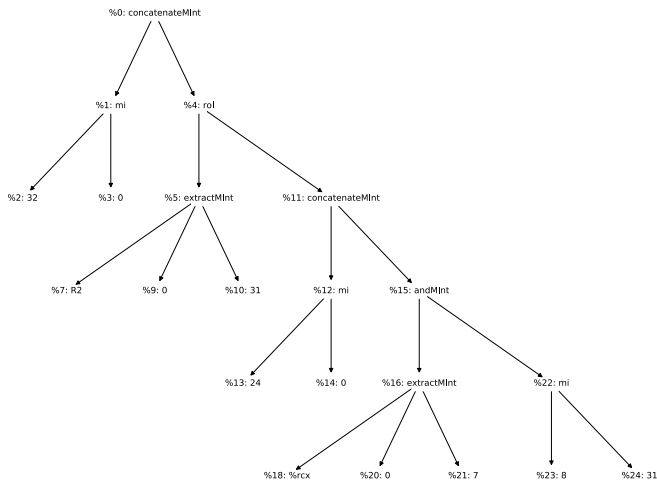 %0: concatenateMInt
%1: mi
%4: rol
%2: 32
%3: 0
%5: extractMInt
%11: concatenateMInt
%7: R2
%9: 0
%10: 31
%12: mi
%15: andMInt
%13: 24
%14: 0
%16: extractMInt
%22: mi
%18: %rcx
%20: 0
%21: 7
%23: 8
%24: 31